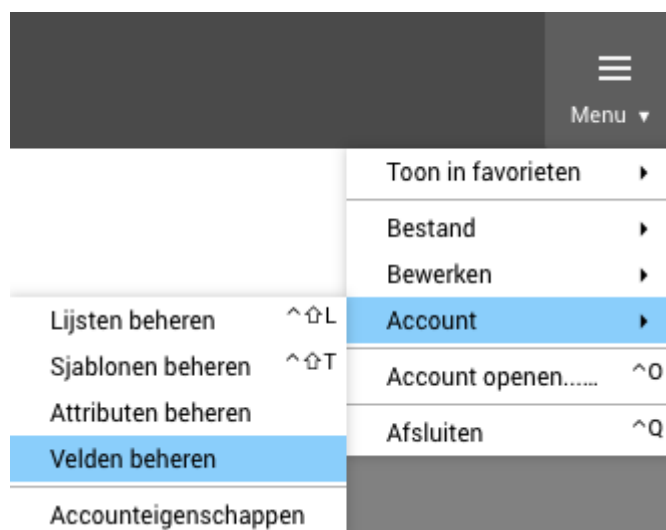 Menu ▾
Toon in favorieten
Bestand
Bewerken
Account
Account openen...... ^O
Afsluiten ^Q
Lijsten beheren ^⇧L
Sjablonen beheren ^⇧T
Attributen beheren
Velden beheren
Accounteigenschappen